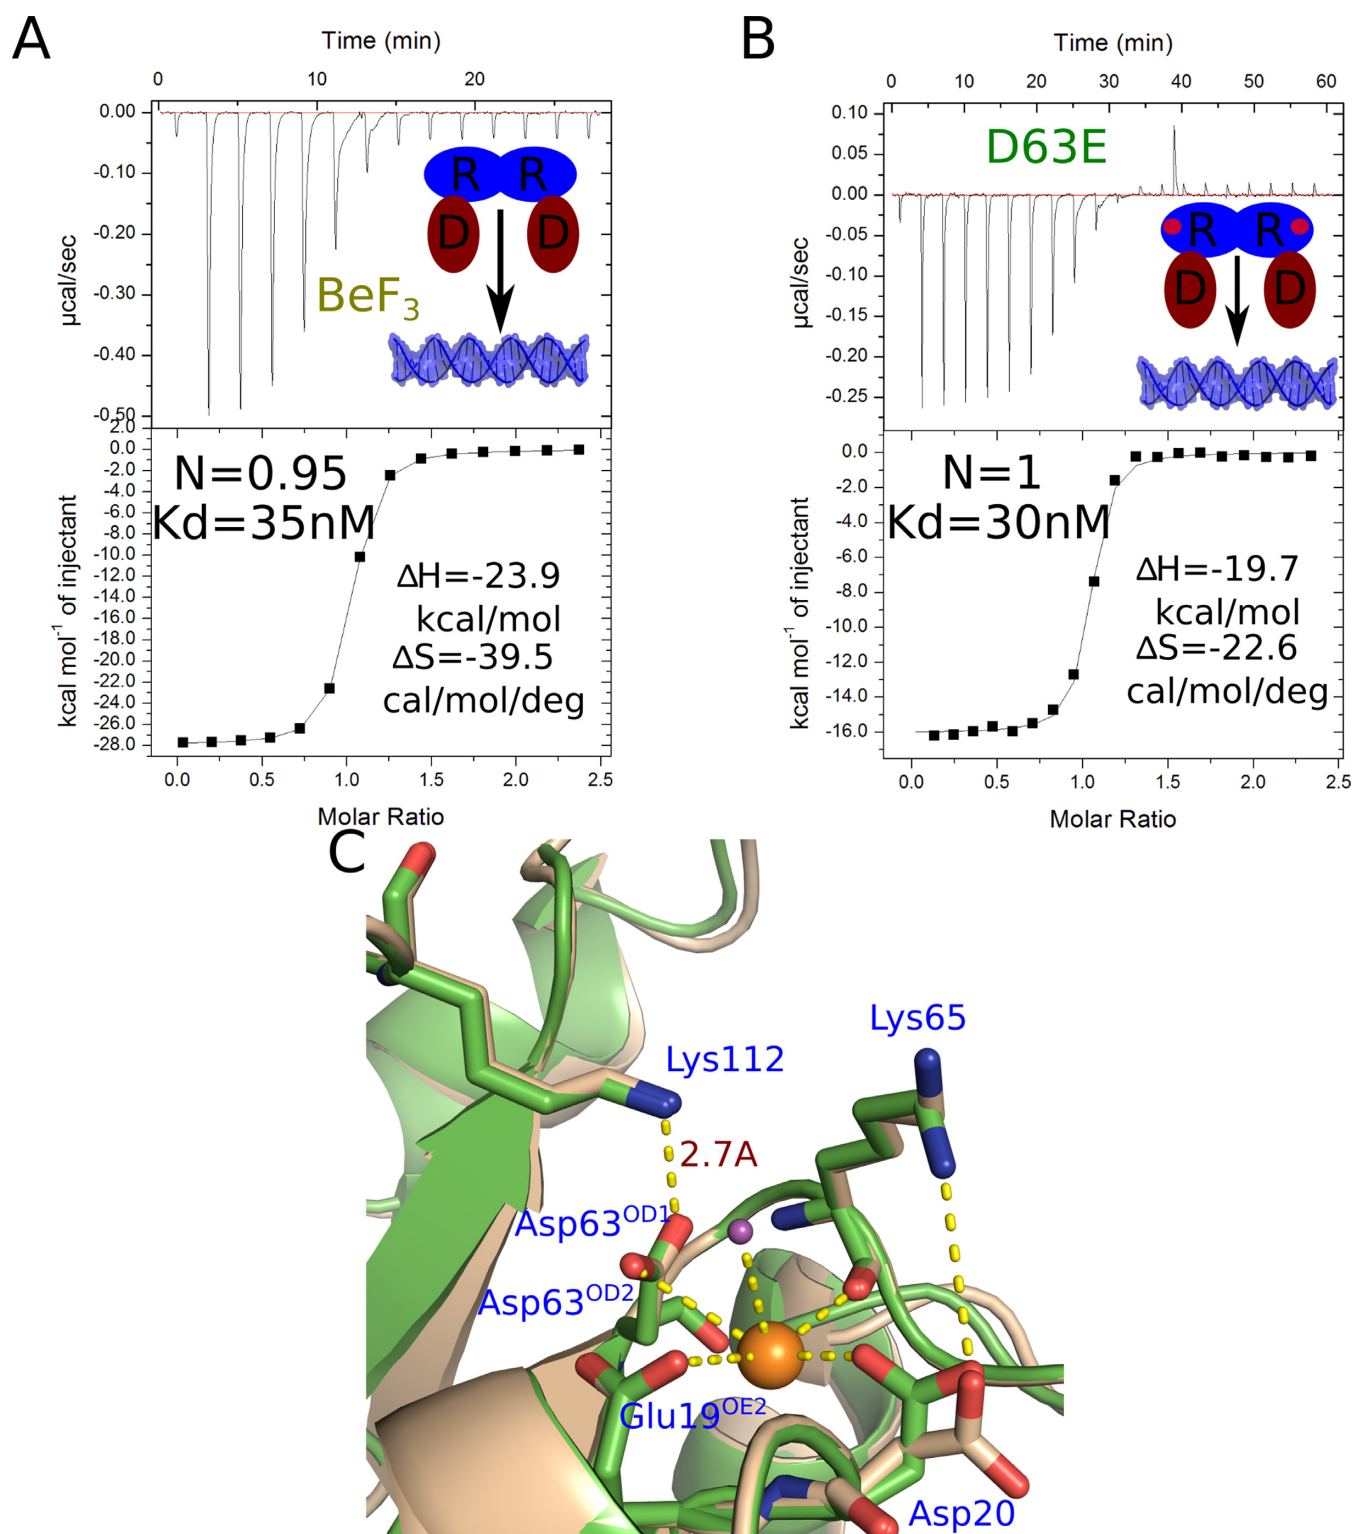 A
Time (min)
0 10 20
0.00
-0.10
-0.20
-0.30
-0.40
-0.50
µcal/sec
BeF3
R R
D D
2.0
0.0
-2.0
-4.0
-6.0
-8.0
-10.0
-12.0
-14.0
-16.0
-18.0
-20.0
-22.0
-24.0
-26.0
-28.0
kcal mol-1 of injectant
N=0.95
Kd=35nM
ΔH=-23.9
kcal/mol
ΔS=-39.5
cal/mol/deg
0.0 0.5 1.0 1.5 2.0 2.5
Molar Ratio
B
Time (min)
0 10 20 30 40 50 60
0.10
0.05
0.00
-0.05
-0.10
-0.15
-0.20
-0.25
µcal/sec
D63E
R R
D D
0.0
-2.0
-4.0
-6.0
-8.0
-10.0
-12.0
-14.0
-16.0
kcal mol-1 of injectant
N=1
Kd=30nM
ΔH=-19.7
kcal/mol
ΔS=-22.6
cal/mol/deg
0.0 0.5 1.0 1.5 2.0 2.5
Molar Ratio
C
Lys65
Lys112
2.7A
Asp63OD1
Asp63OD2
Glu19OE2
Asp20